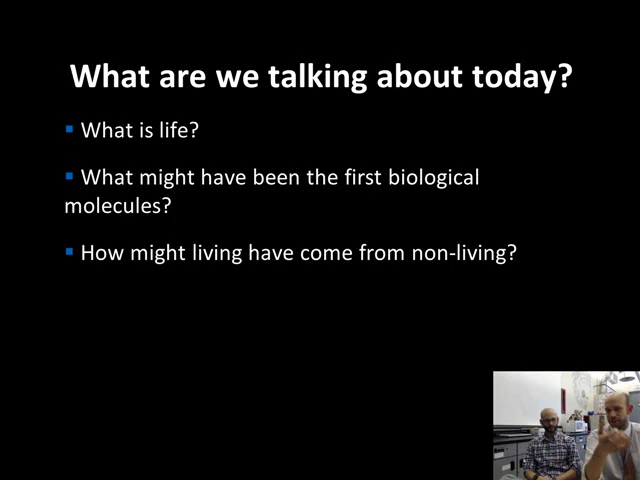 What are we talking about today?
▪ What is life?
▪ What might have been the first biological
molecules?
▪ How might living have come from non-living?